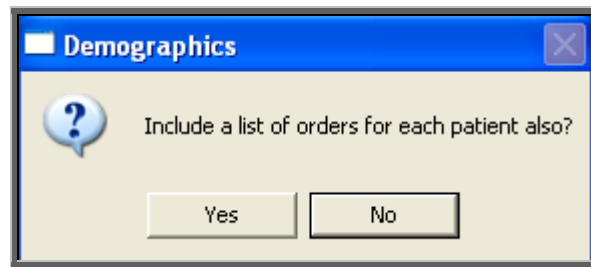 Demographics
Include a list of orders for each patient also?
Yes No